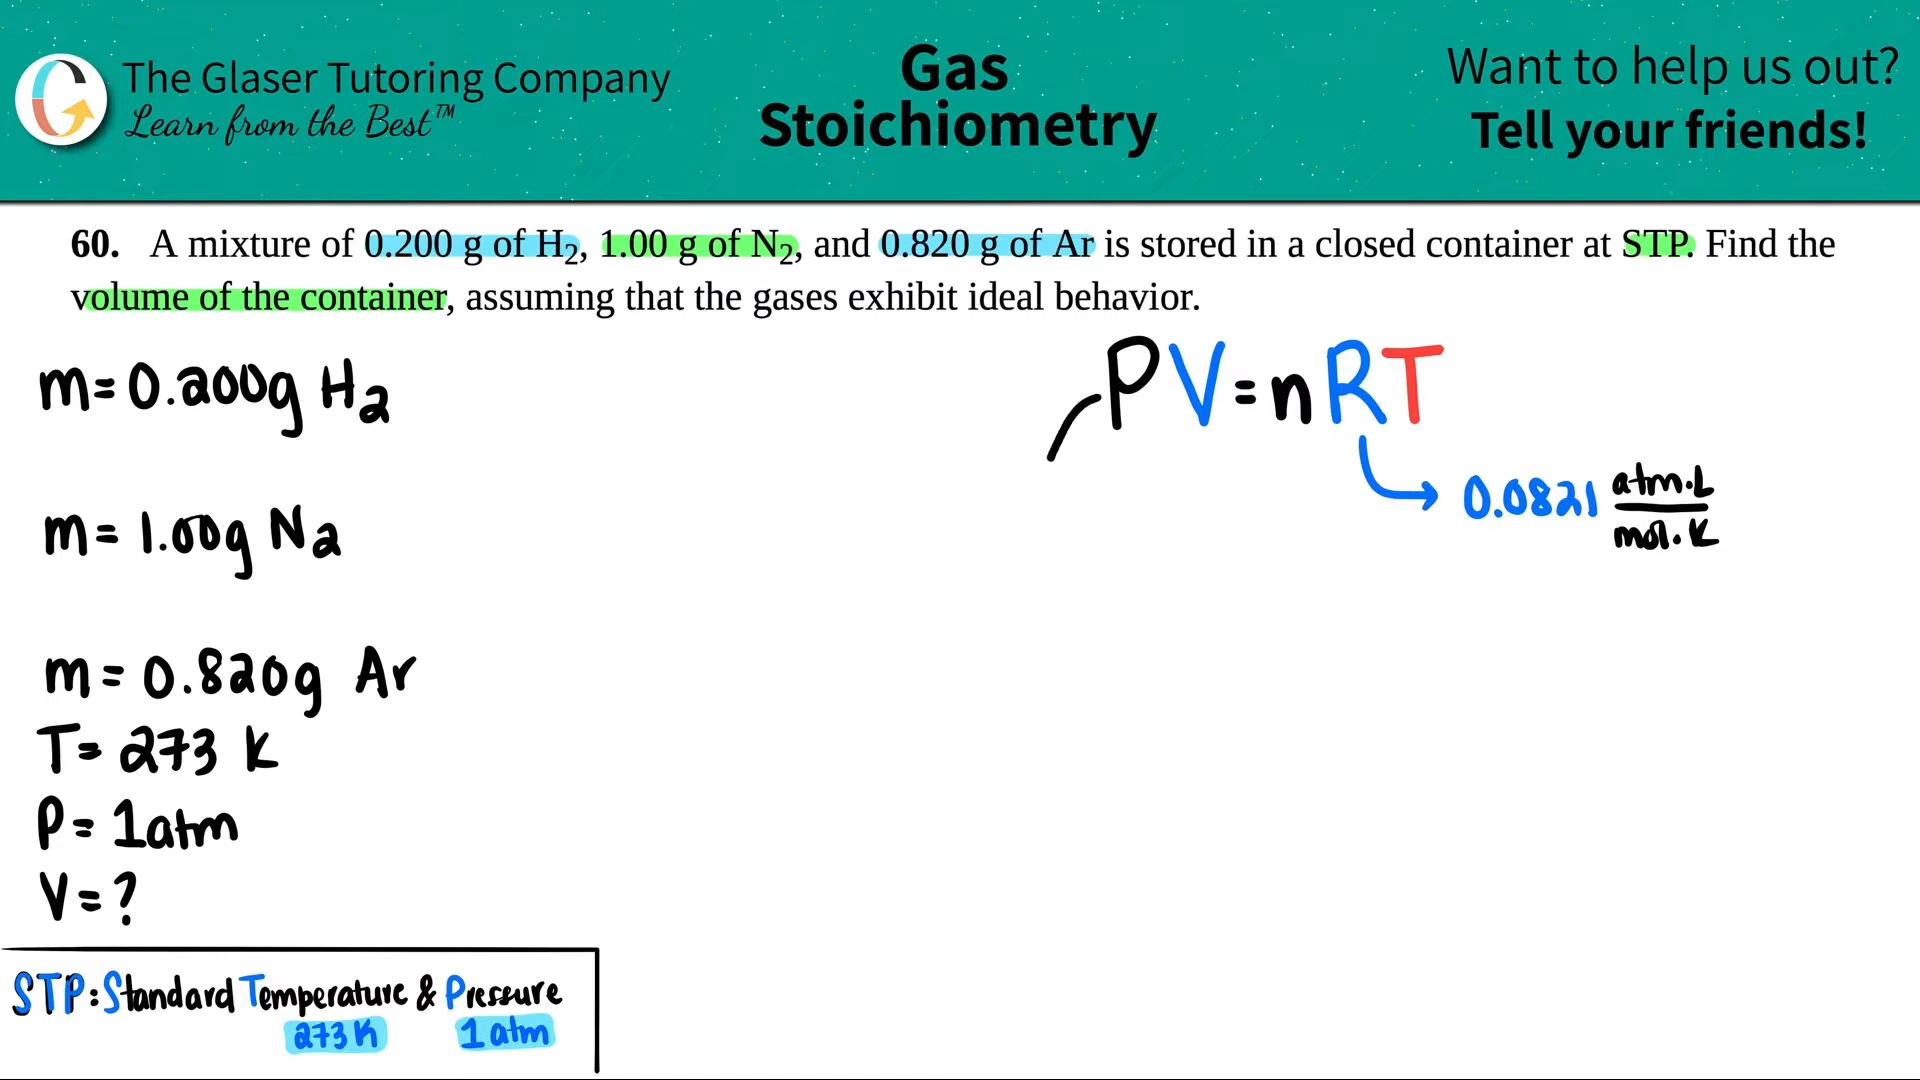 The Glaser Tutoring Company
Learn from the Best™
Gas
Stoichiometry
Want to help us out?
Tell your friends!
60. A mixture of 0.200 g of H₂, 1.00 g of N₂, and 0.820 g of Ar is stored in a closed container at STP. Find the
volume of the container, assuming that the gases exhibit ideal behavior.
m=0.200g H₂
m=1.00g N₂
m=0.820g Ar
T=273 K
P=1atm
V=?
STP:Standard Temperature & Pressure
273K 1 atm
PV=nRT
0.0821 atm·L
mol·K